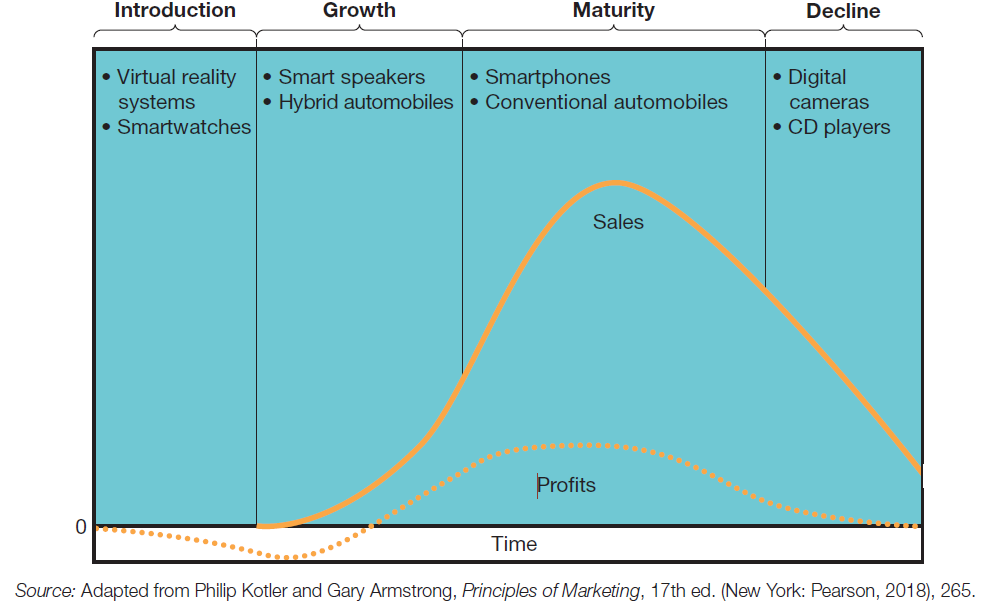 Introduction Growth Maturity Decline
• Virtual reality
systems
• Smartwatches
• Smart speakers
• Hybrid automobiles
• Smartphones
• Conventional automobiles
• Digital
cameras
• CD players
Sales
Profits
0
Time
Source: Adapted from Philip Kotler and Gary Armstrong, Principles of Marketing, 17th ed. (New York: Pearson, 2018), 265.